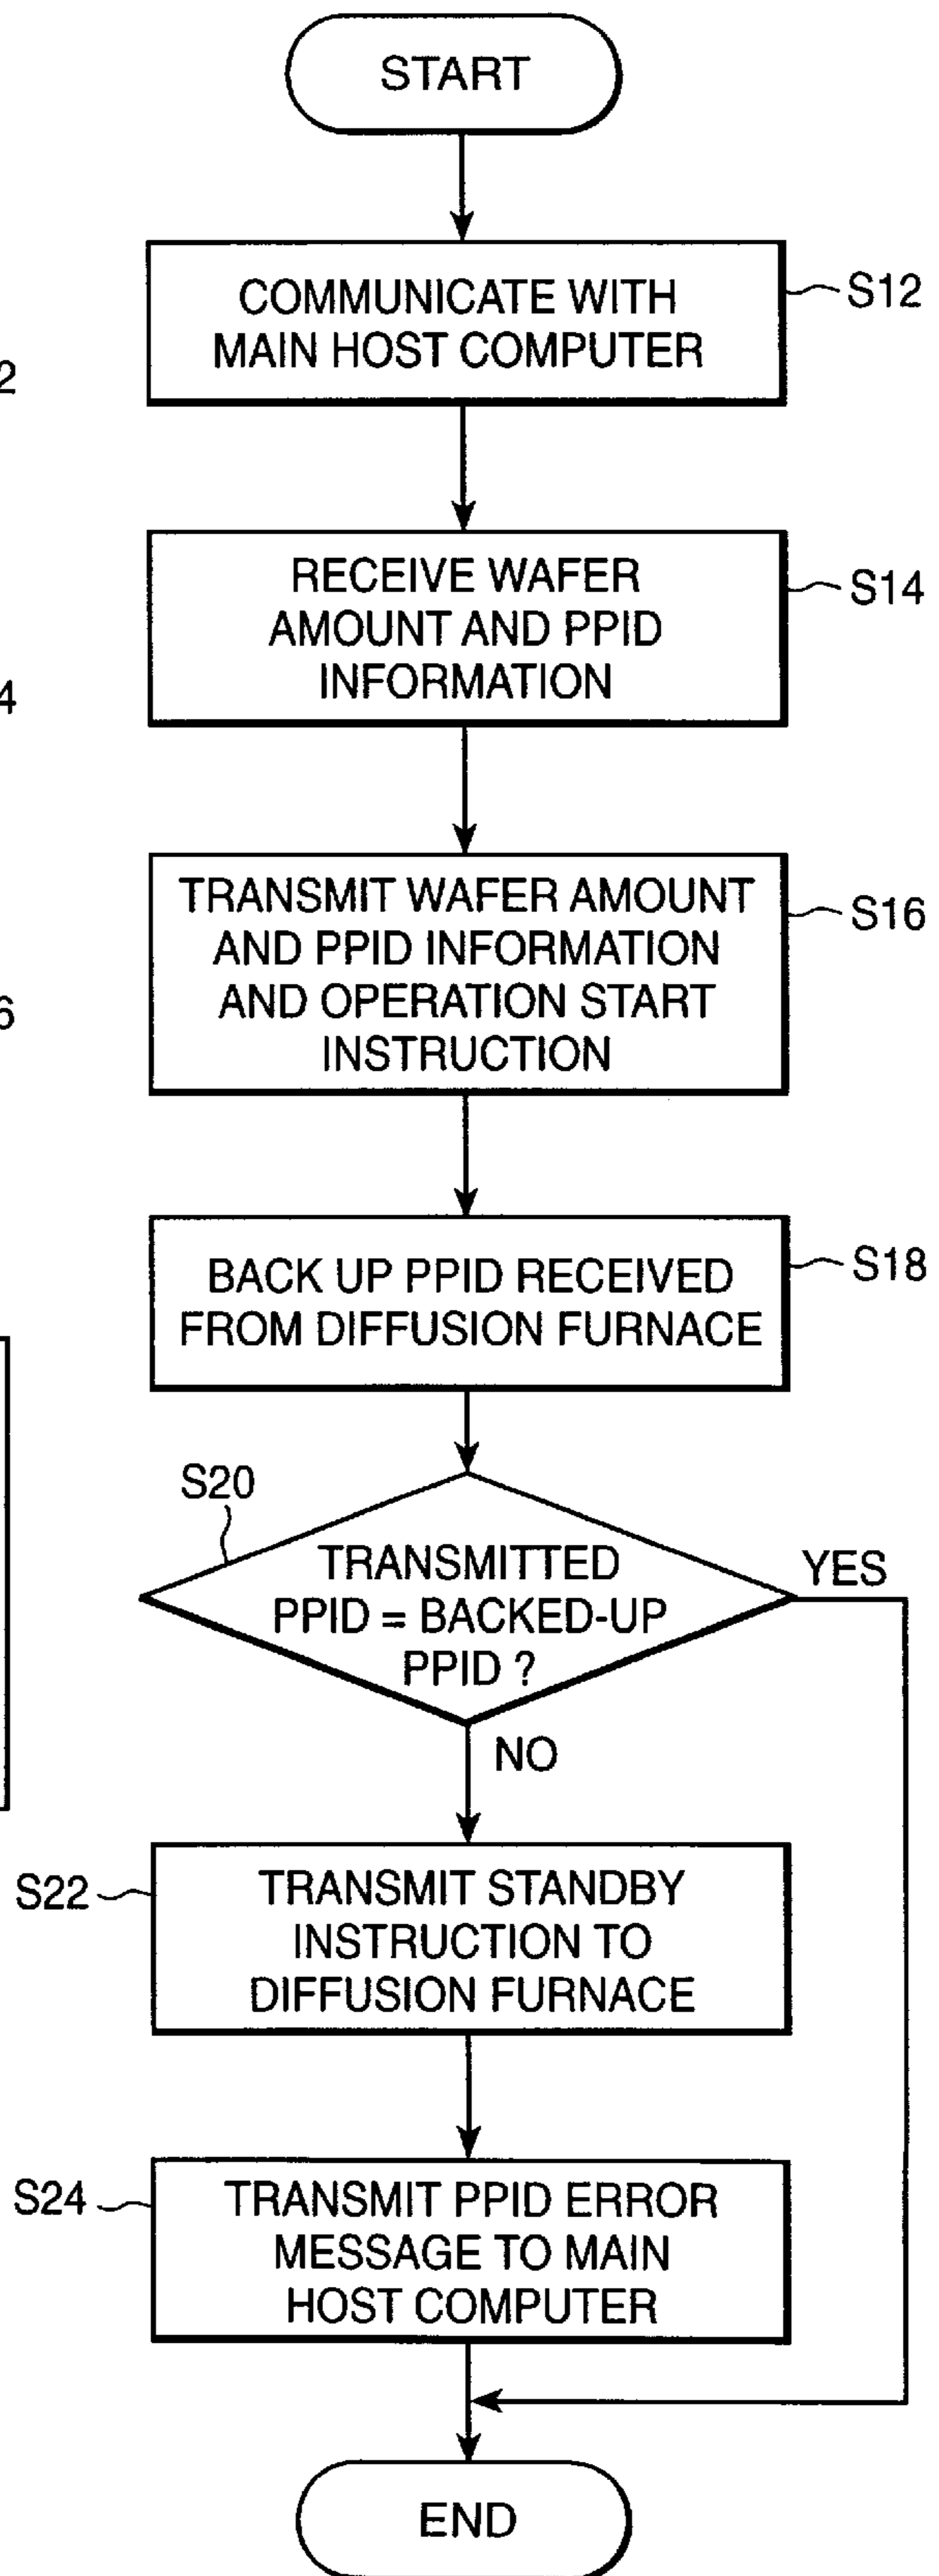 START
COMMUNICATE WITH
MAIN HOST COMPUTER
S12
2
RECEIVE WAFER
AMOUNT AND PPID
INFORMATION
S14
4
TRANSMIT WAFER AMOUNT
AND PPID INFORMATION
AND OPERATION START
INSTRUCTION
S16
6
BACK UP PPID RECEIVED
FROM DIFFUSION FURNACE
S18
S20
TRANSMITTED
PPID = BACKED-UP
PPID ?
YES
NO
S22
TRANSMIT STANDBY
INSTRUCTION TO
DIFFUSION FURNACE
S24
TRANSMIT PPID ERROR
MESSAGE TO MAIN
HOST COMPUTER
END